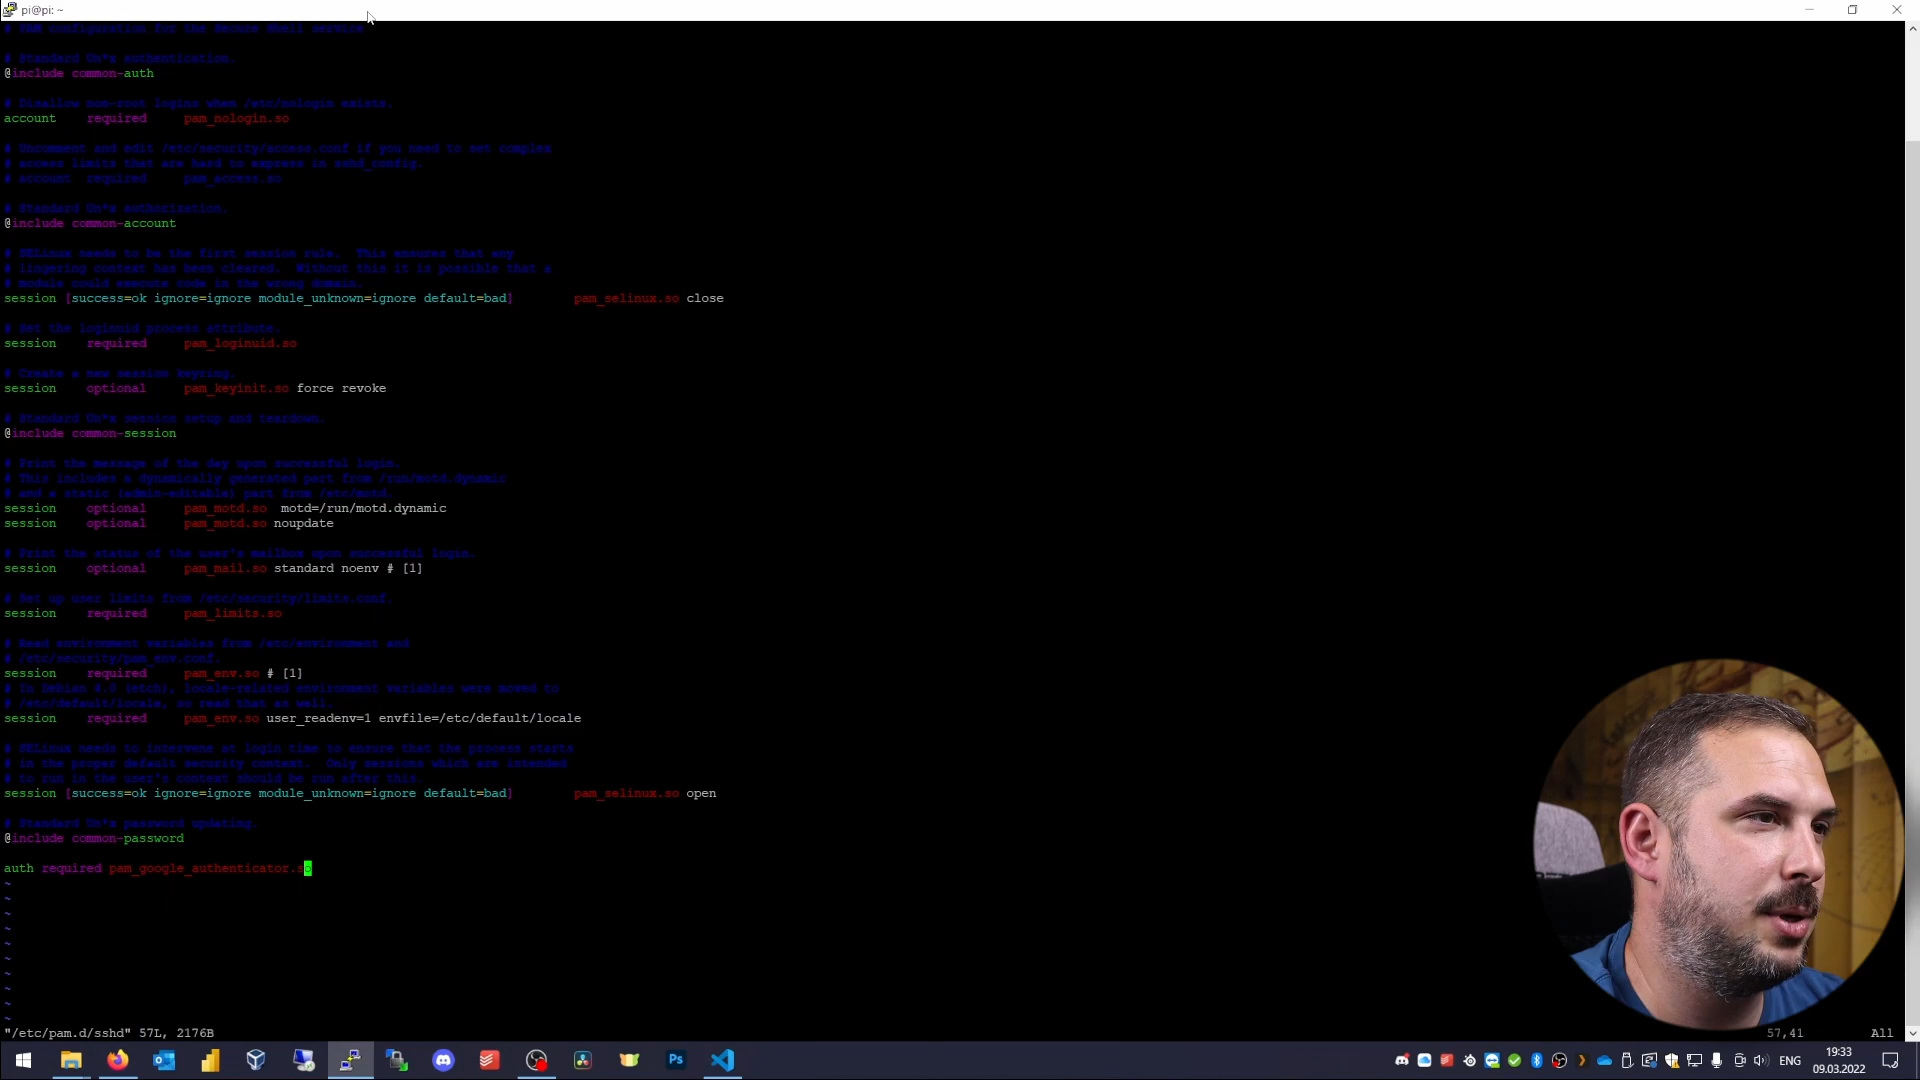 pi@pi: ~
# PAM configuration for the Secure Shell service
# Standard Un*x authentication.
@include common-auth
# Disallow non-root logins when /etc/nologin exists.
account    required     pam_nologin.so
# Uncomment and edit /etc/security/access.conf if you need to set complex
# access limits that are hard to express in sshd_config.
# account  required     pam_access.so
# Standard Un*x authorization.
@include common-account
# SELinux needs to be the first session rule.  This ensures that any
# lingering context has been cleared.  Without this it is possible that a
# module could execute code in the wrong domain.
session [success=ok ignore=ignore module_unknown=ignore default=bad]        pam_selinux.so close
# Set the loginuid process attribute.
session    required     pam_loginuid.so
# Create a new session keyring.
session    optional     pam_keyinit.so force revoke
# Standard Un*x session setup and teardown.
@include common-session
# Print the message of the day upon successful login.
# This includes a dynamically generated part from /run/motd.dynamic
# and a static (admin-editable) part from /etc/motd.
session    optional     pam_motd.so  motd=/run/motd.dynamic
session    optional     pam_motd.so noupdate
# Print the status of the user's mailbox upon successful login.
session    optional     pam_mail.so standard noenv # [1]
# Set up user limits from /etc/security/limits.conf.
session    required     pam_limits.so
# Read environment variables from /etc/environment and
# /etc/security/pam_env.conf.
session    required     pam_env.so # [1]
# In Debian 4.0 (etch), locale-related environment variables were moved to
# /etc/default/locale, so read that as well.
session    required     pam_env.so user_readenv=1 envfile=/etc/default/locale
# SELinux needs to intervene at login time to ensure that the process starts
# in the proper default security context.  Only sessions which are intended
# to run in the user's context should be run after this.
session [success=ok ignore=ignore module_unknown=ignore default=bad]        pam_selinux.so open
# Standard Un*x password updating.
@include common-password
auth required pam_google_authenticator.so
~
~
~
~
~
~
~
~
~
~
"/etc/pam.d/sshd" 57L, 2176B
57,41
All
Ps
ENG
19:33
09.03.2022